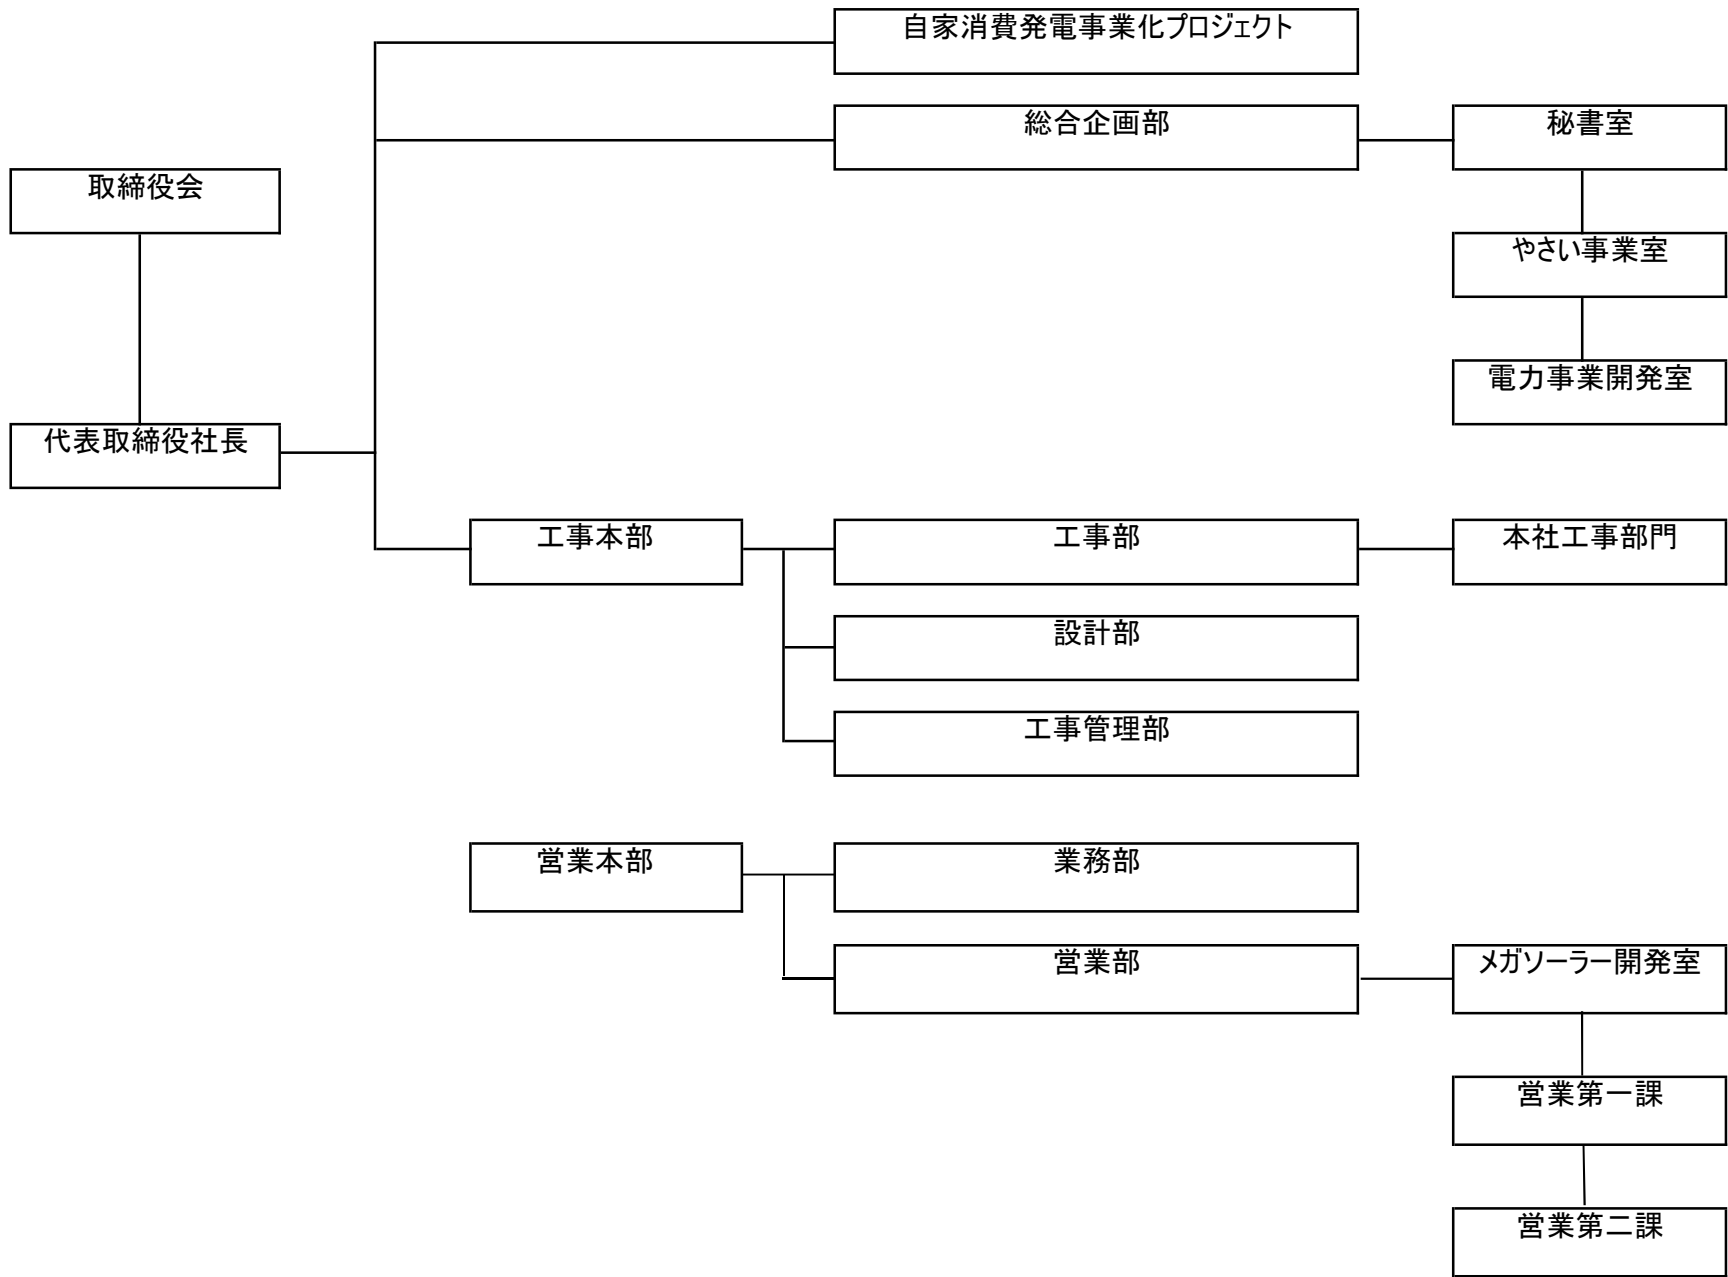 自家消費発電事業化プロジェクト
総合企画部
秘書室
取締役会
やさい事業室
電力事業開発室
代表取締役社長
工事本部
工事部
本社工事部門
設計部
工事管理部
営業本部
業務部
営業部
メガソーラー開発室
営業第一課
営業第二課